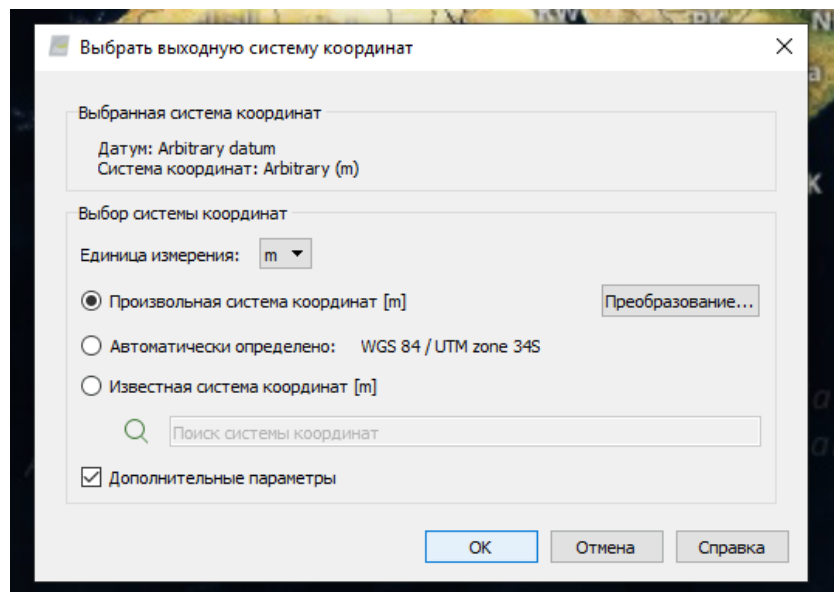 Выбрать выходную систему координат
Выбранная система координат
Датум: Arbitrary datum
Система координат: Arbitrary (m)
Выбор системы координат
Единица измерения: m
Произвольная система координат [m] Преобразование...
Автоматически определено: WGS 84 / UTM zone 34S
Известная система координат [m]
Поиск системы координат
Дополнительные параметры
OK Отмена Справка